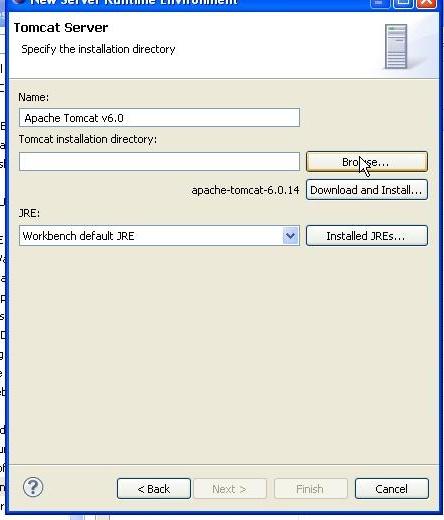 New Server Runtime Environment
Tomcat Server
Specify the installation directory
Name:
Apache Tomcat v6.0
Tomcat installation directory:
Browse...
apache-tomcat-6.0.14 Download and Install...
JRE:
Workbench default JRE Installed JREs...
? < Back Next > Finish Cancel